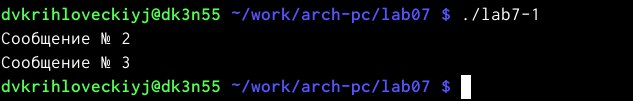 dvkrihloveckiyj@dk3n55 ~/work/arch-pc/lab07 $ ./lab7-1
Сообщение № 2
Сообщение № 3
dvkrihloveckiyj@dk3n55 ~/work/arch-pc/lab07 $